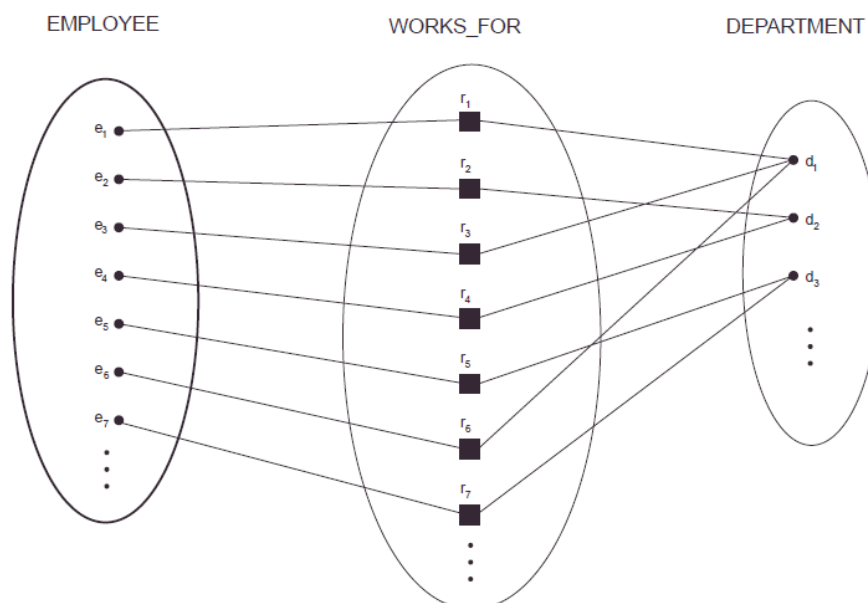 EMPLOYEE WORKS_FOR DEPARTMENT
e1
e2
e3
e4
e5
e6
e7
r1
r2
r3
r4
r5
r6
r7
d1
d2
d3